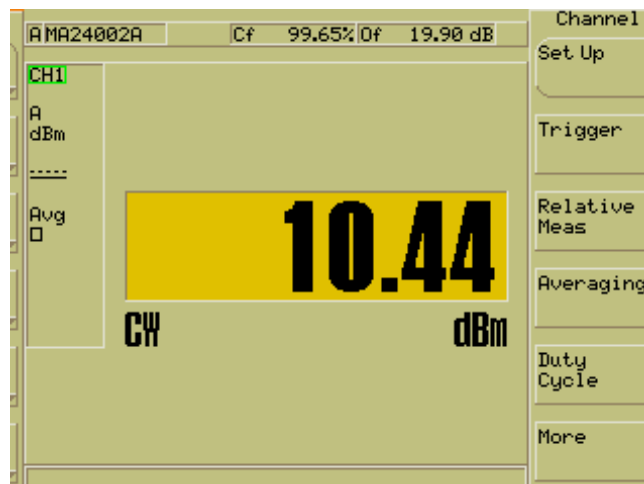 A MA24002A Cf 99.65% Of 19.90 dB
CH1
A
dBm
-----
Avg
10.44
CW dBm
Channel
Set Up
Trigger
Relative
Meas
Averaging
Duty
Cycle
More